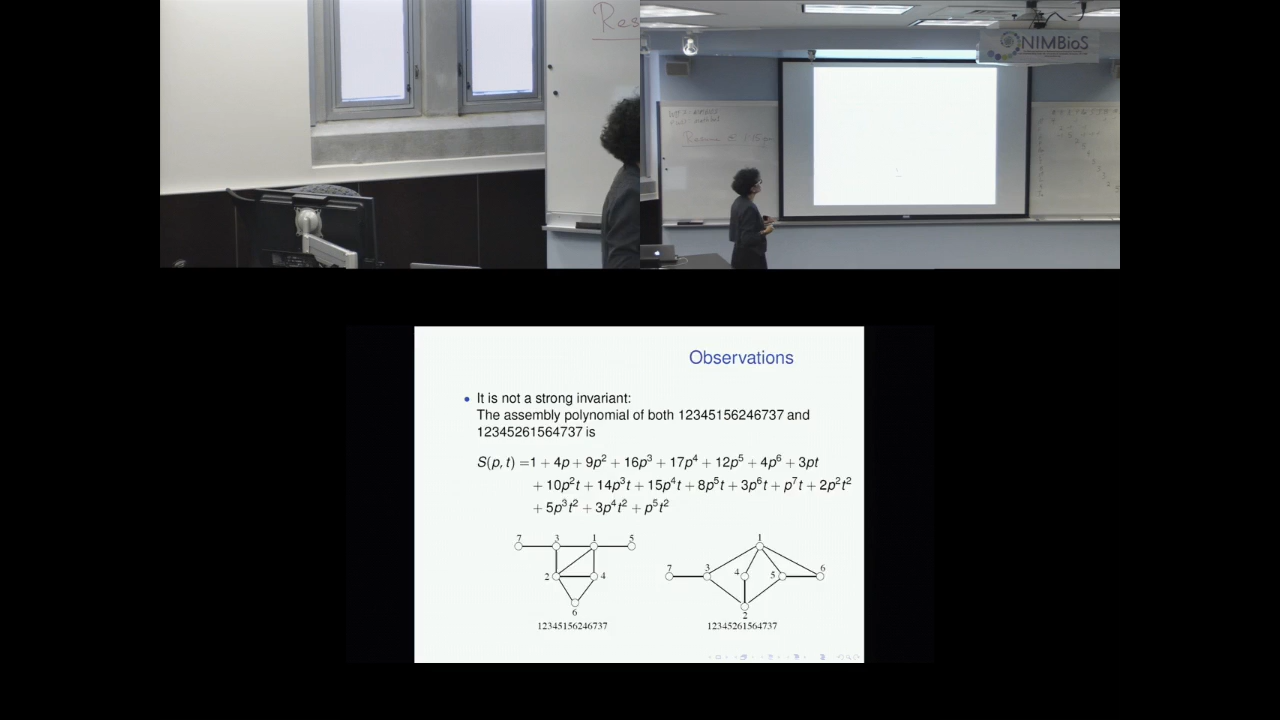 Res
NIMBioS
Observations
• It is not a strong invariant:
The assembly polynomial of both 12345156246737 and
12345261564737 is
S(p, t) =1 + 4p + 9p² + 16p³ + 17p⁴ + 12p⁵ + 4p⁶ + 3pt
+ 10p²t + 14p³t + 15p⁴t + 8p⁵t + 3p⁶t + p⁷t + 2p²t²
+ 5p³t² + 3p⁴t² + p⁵t²
7 3 1 5
2 4
6
12345156246737
1
7 3 4 5 6
2
12345261564737